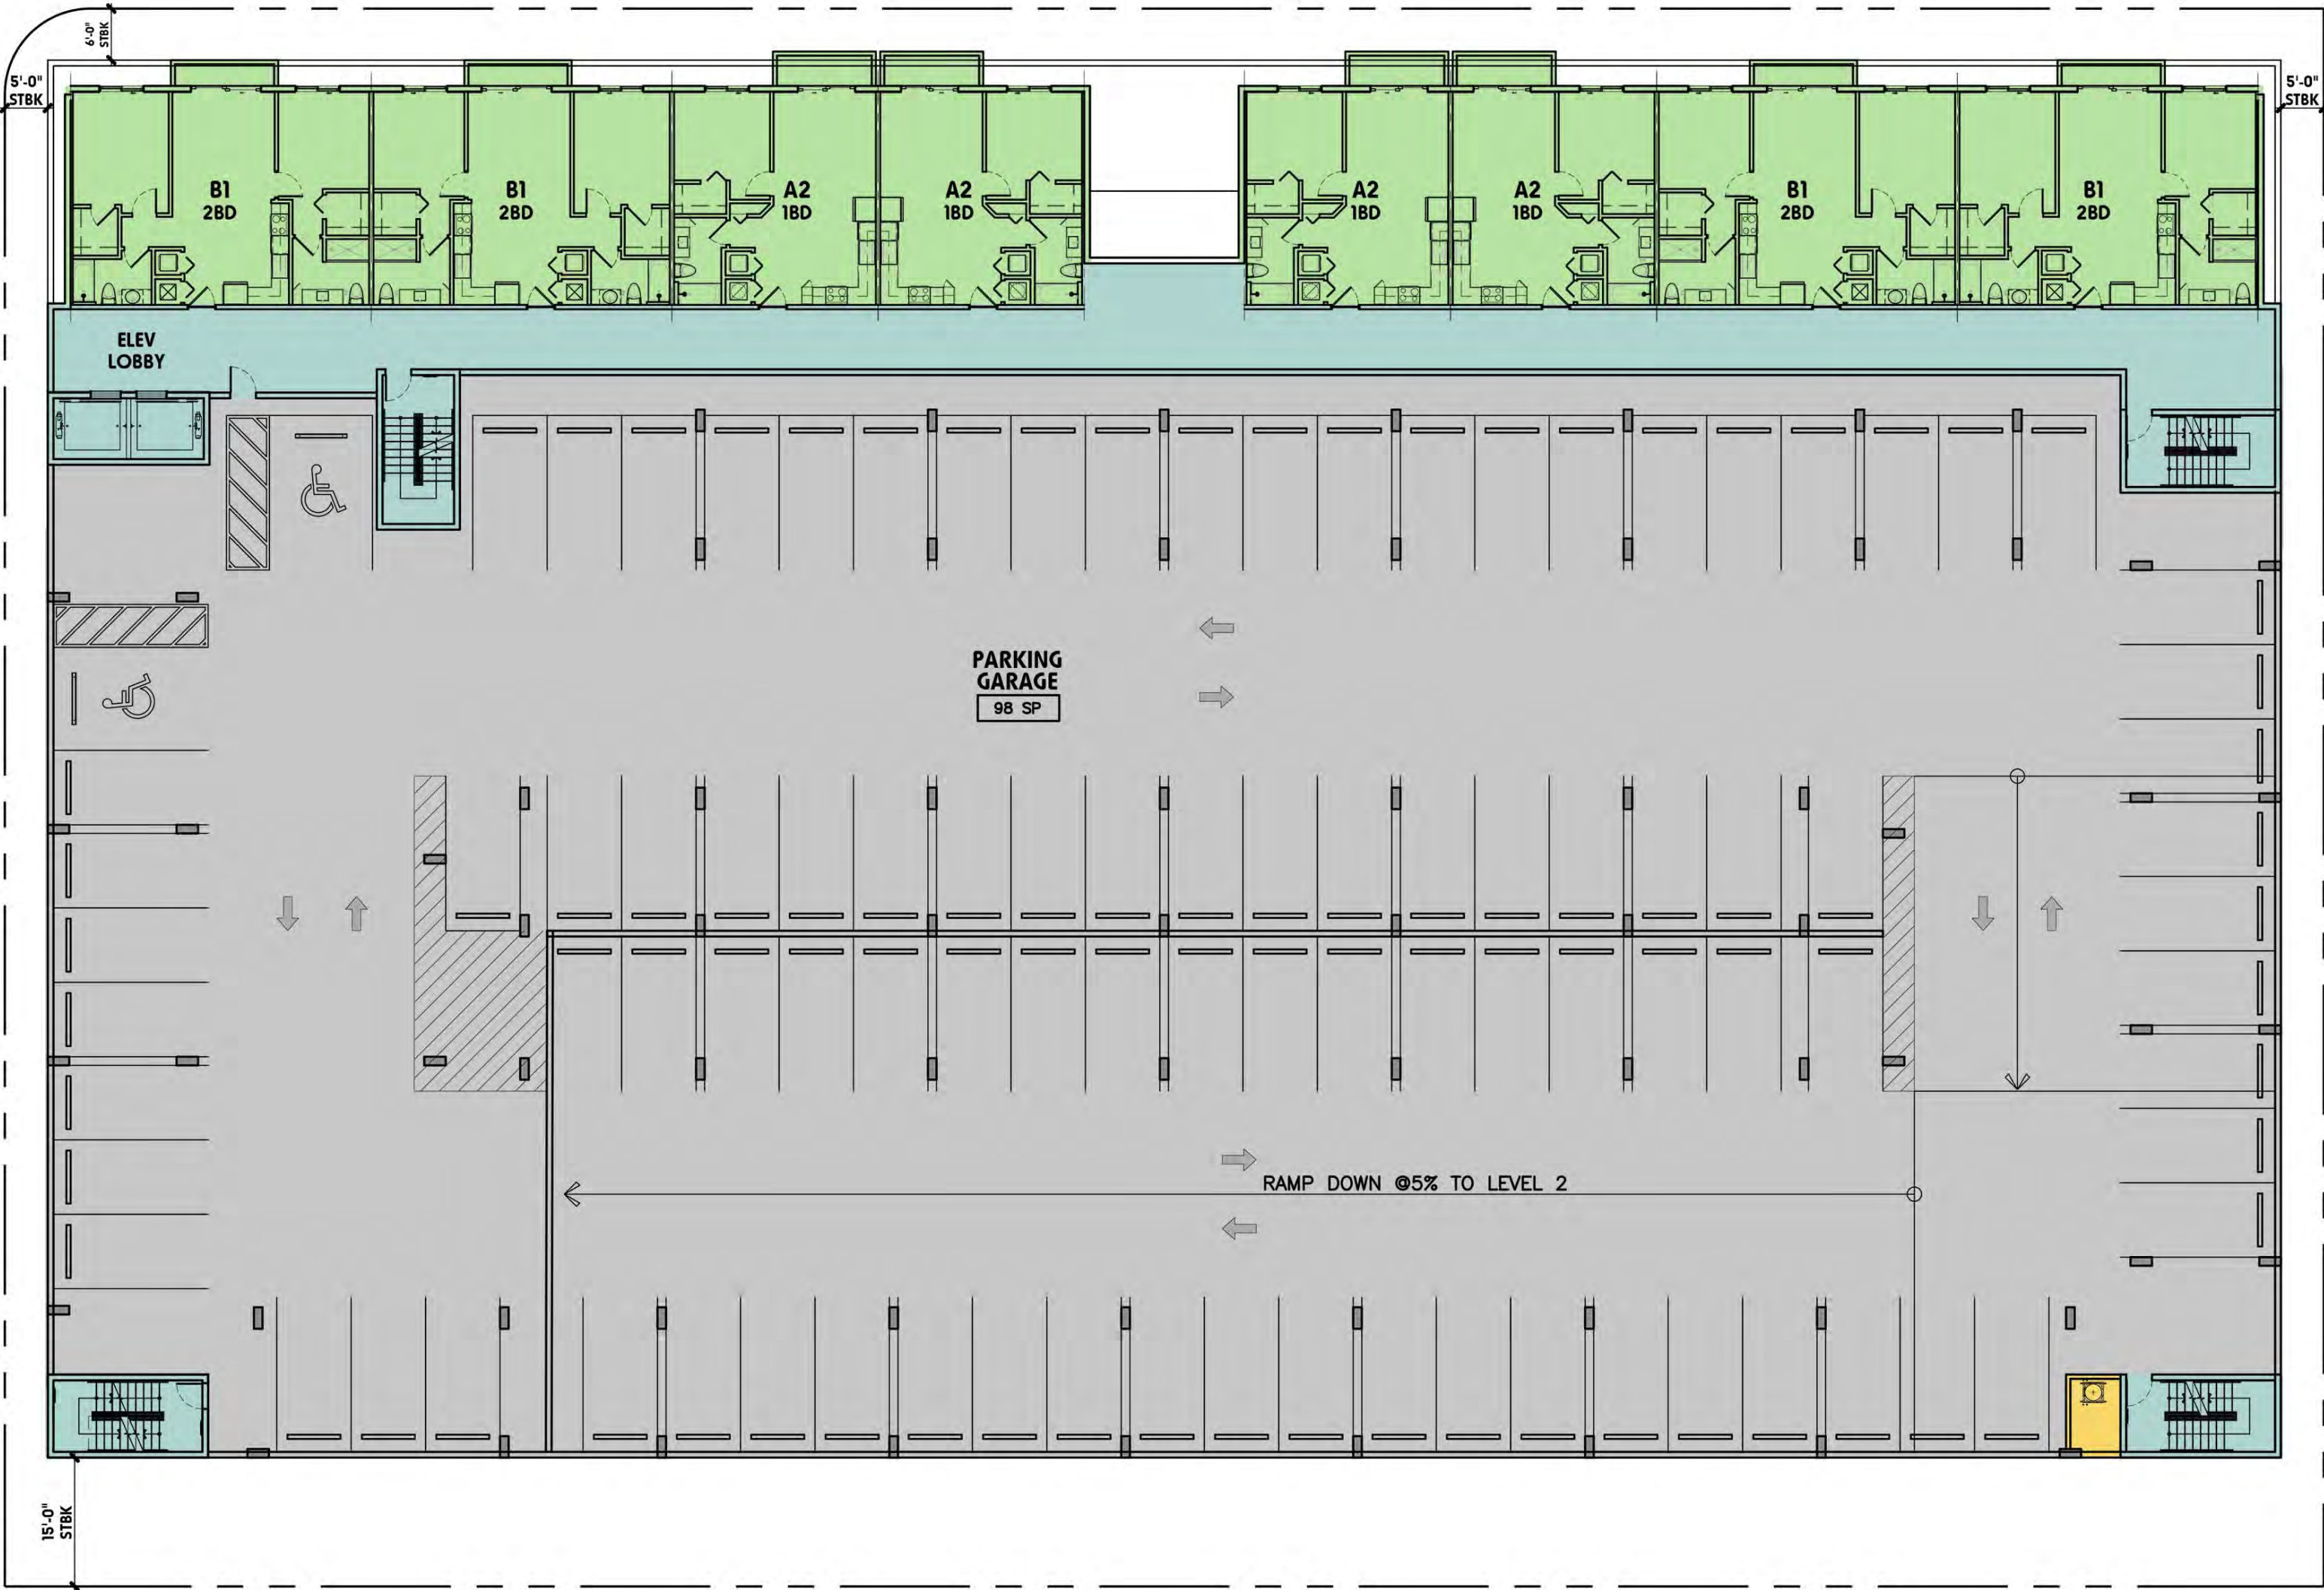 6'-0"
STBK
5'-0"
STBK
5'-0"
STBK
B1
2BD
B1
2BD
A2
1BD
A2
1BD
A2
1BD
A2
1BD
B1
2BD
B1
2BD
ELEV
LOBBY
PARKING
GARAGE
98 SP
RAMP DOWN @5% TO LEVEL 2
15'-0"
STBK